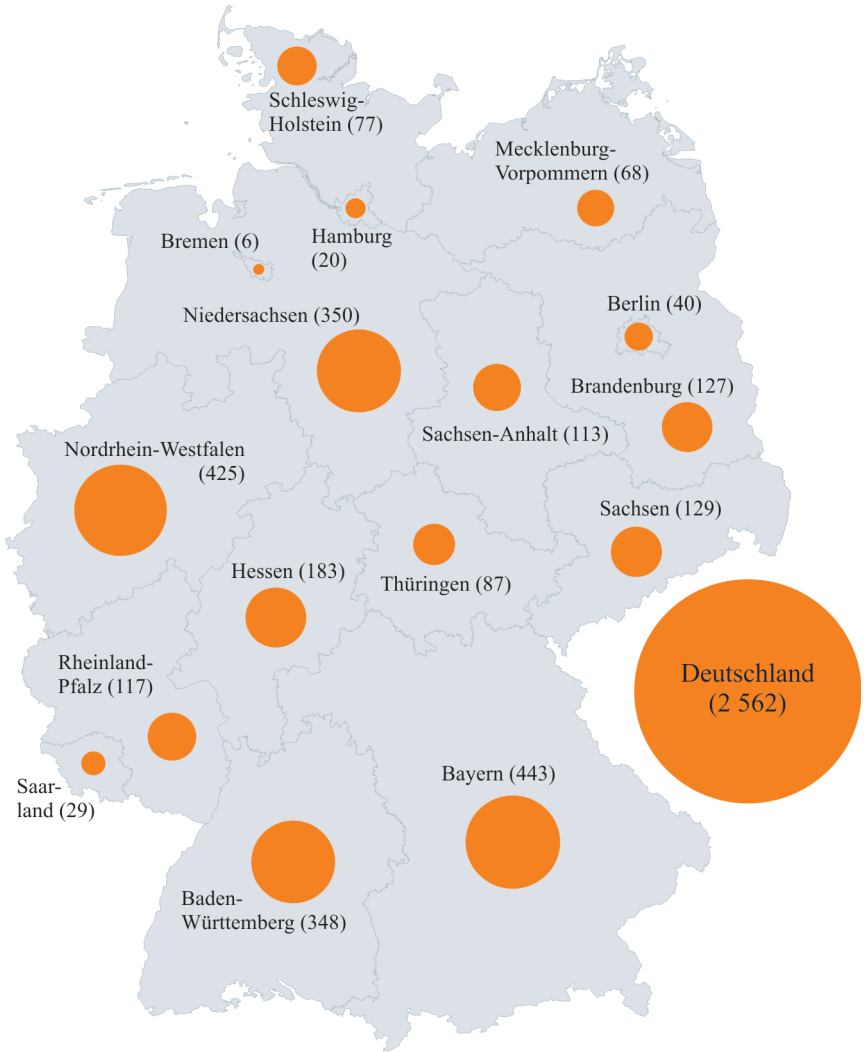 Schleswig-
Holstein (77)
Mecklenburg-
Vorpommern (68)
Bremen (6)
Hamburg
(20)
Niedersachsen (350)
Berlin (40)
Brandenburg (127)
Sachsen-Anhalt (113)
Nordrhein-Westfalen
(425)
Sachsen (129)
Hessen (183)
Thüringen (87)
Rheinland-
Pfalz (117)
Deutschland
(2 562)
Saar-
land (29)
Bayern (443)
Baden-
Württemberg (348)